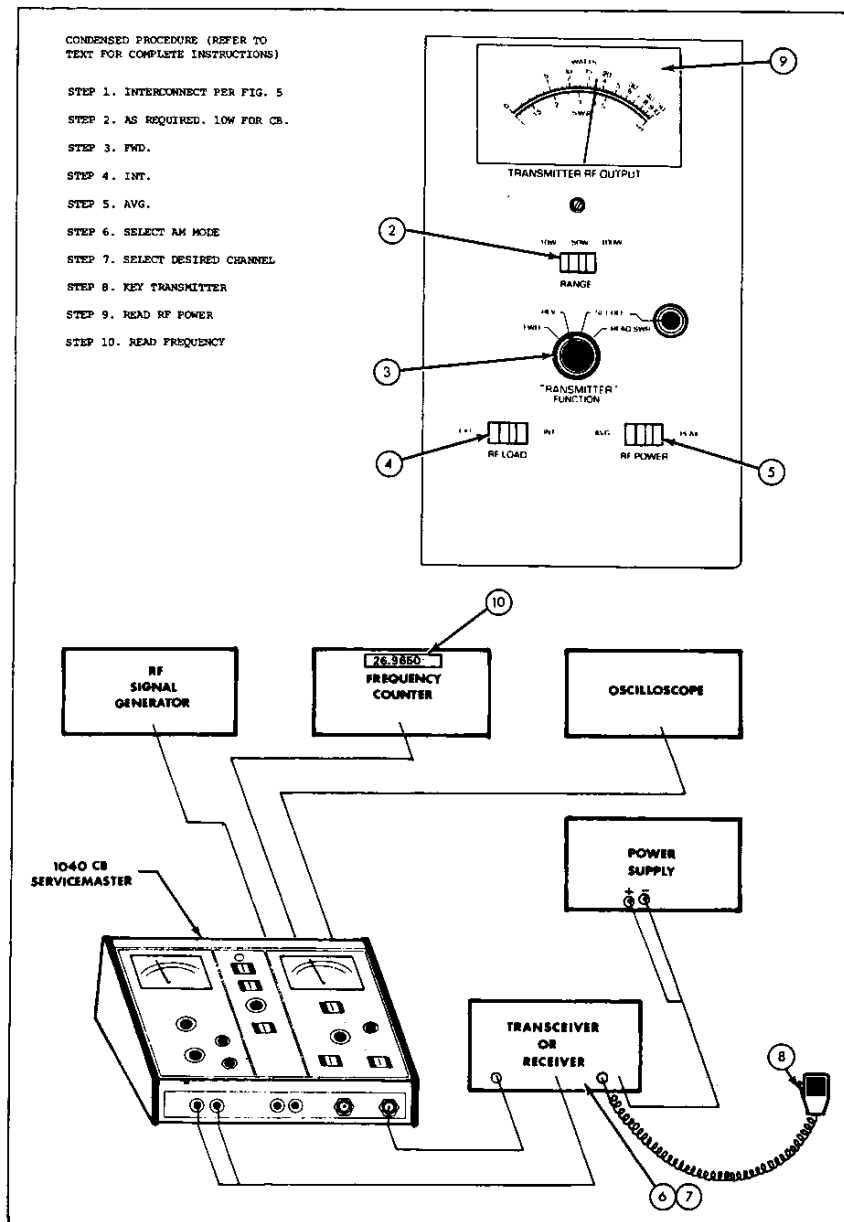 CONDENSED PROCEDURE (REFER TO
TEXT FOR COMPLETE INSTRUCTIONS)
STEP 1. INTERCONNECT PER FIG. 5
STEP 2. AS REQUIRED. 10W FOR CB.
STEP 3. FWD.
STEP 4. INT.
STEP 5. AVG.
STEP 6. SELECT AM MODE
STEP 7. SELECT DESIRED CHANNEL
STEP 8. KEY TRANSMITTER
STEP 9. READ RF POWER
STEP 10. READ FREQUENCY
WATTS
SWR
9
TRANSMITTER RF OUTPUT
2
10W 50W 100W
RANGE
REV
FWD
READ SWR
3
"TRANSMITTER"
FUNCTION
EXT
INT
AVG
PEAK
4
RF LOAD
RF POWER
5
10
RF
SIGNAL
GENERATOR
26.9650
FREQUENCY
COUNTER
OSCILLOSCOPE
1040 CB
SERVICEMASTER
POWER
SUPPLY
+ -
TRANSCEIVER
OR
RECEIVER
8
6 7